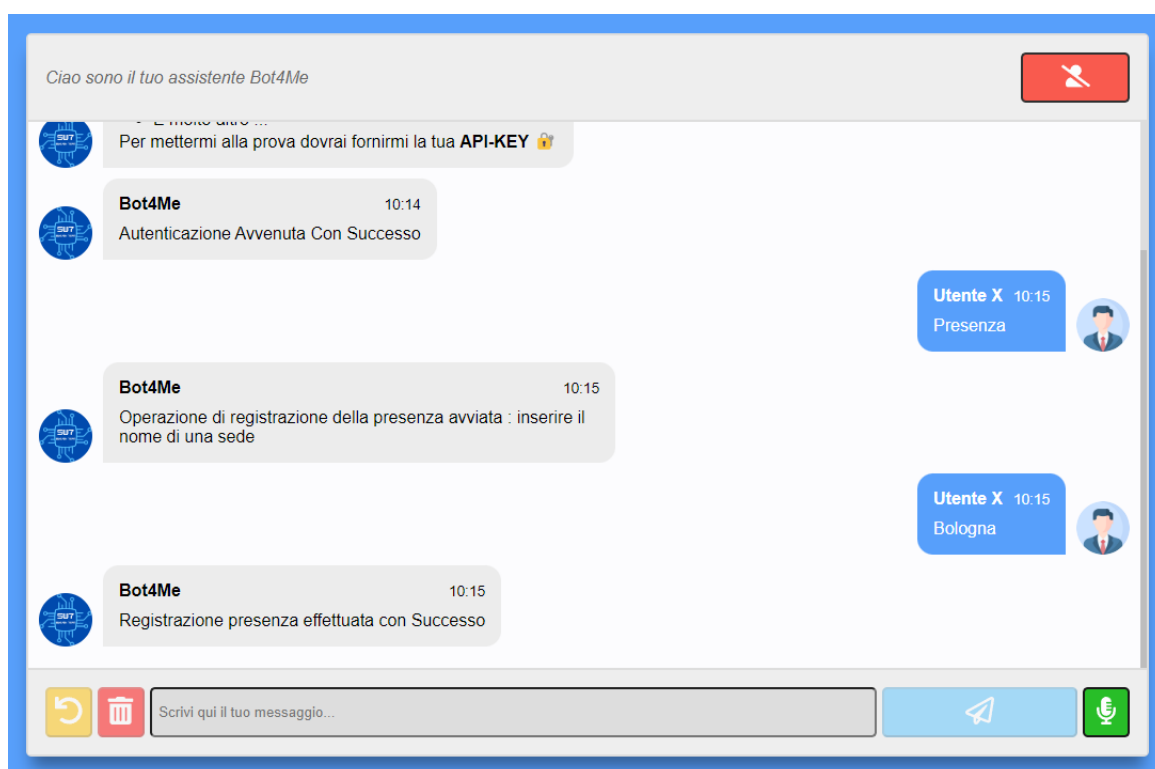 Ciao sono il tuo assistente Bot4Me
E molto altro ...
Per mettermi alla prova dovrai fornirmi la tua API-KEY
Bot4Me 10:14
Autenticazione Avvenuta Con Successo
Utente X 10:15
Presenza
Bot4Me 10:15
Operazione di registrazione della presenza avviata : inserire il
nome di una sede
Utente X 10:15
Bologna
Bot4Me 10:15
Registrazione presenza effettuata con Successo
Scrivi qui il tuo messaggio...